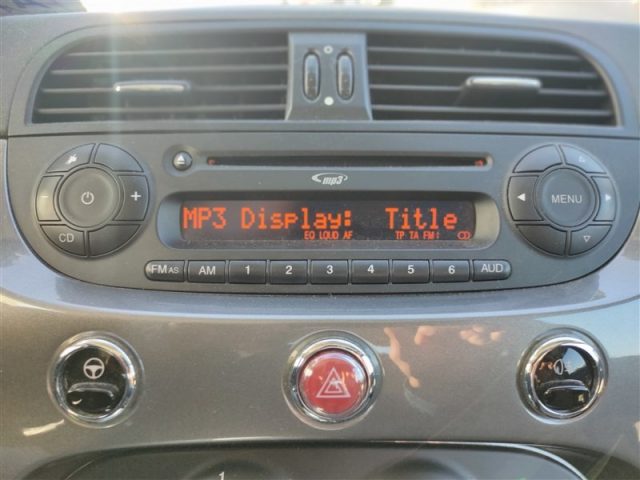 mp3
MP3 Display: Title
EQ LOUD AF TP TA FM1 CD
+
-
CD
MENU
FM AS AM 1 2 3 4 5 6 AUD
1